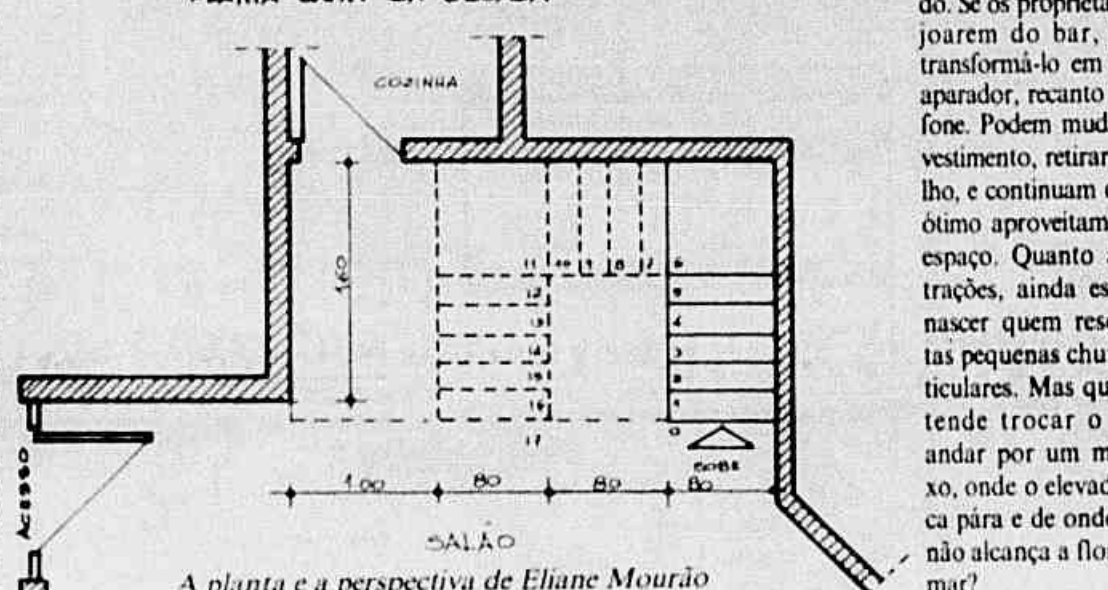 COZINHA
160
11 10 9 8 7 6
12 5
13 4
14 3
15 2
16 1
17 0
SOBE
100 80 80 80
ACESSO
SALÃO
A planta e a perspectiva de Eliane Mourão
do. Se os proprietá
joarem do bar,
transformá-lo em
aparador, recanto
fone. Podem mud
vestimento, retirar
lho, e continuam
ótimo aproveitam
espaço. Quanto
trações, ainda es
nascer quem res
tas pequenas chu
ticulares. Mas qu
tende trocar o
andar por um m
xo, onde o elevad
ca pára e de onde
não alcança a flo
mar?